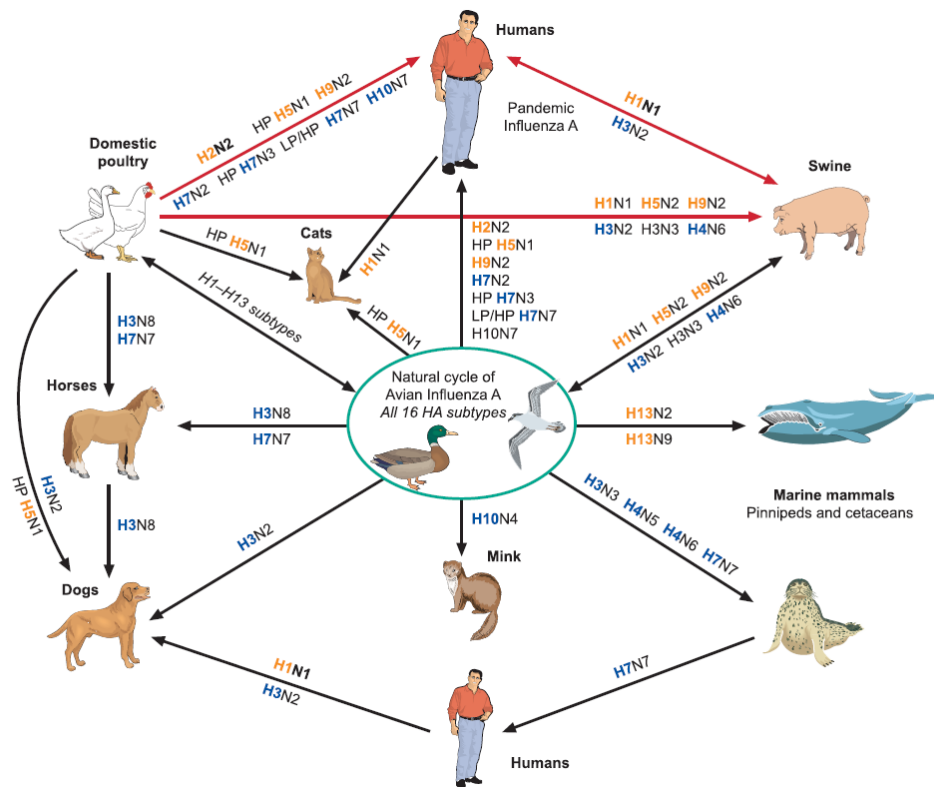 Humans
H2N2 HP H5N1 H9N2
H7N2 HP H7N3 LP/HP H7N7 H10N7
Pandemic
Influenza A
H1N1
H3N2
Domestic
poultry
Swine
H1N1 H5N2 H9N2
H3N2 H3N3 H4N6
Cats
HP H5N1
H1N1
H2N2
HP H5N1
H9N2
H7N2
HP H7N3
LP/HP H7N7
H10N7
H1–H13 subtypes
HP H5N1
H1N1 H5N2 H9N2
H3N2 H3N3 H4N6
H3N8
H7N7
Horses
Natural cycle of
Avian Influenza A
All 16 HA subtypes
H3N8
H7N7
H13N2
H13N9
H3N2
HP H5N1
H3N8
H3N2
H10N4
Mink
H3N3 H4N5 H4N6 H7N7
Marine mammals
Pinnipeds and cetaceans
Dogs
H1N1
H3N2
H7N7
Humans